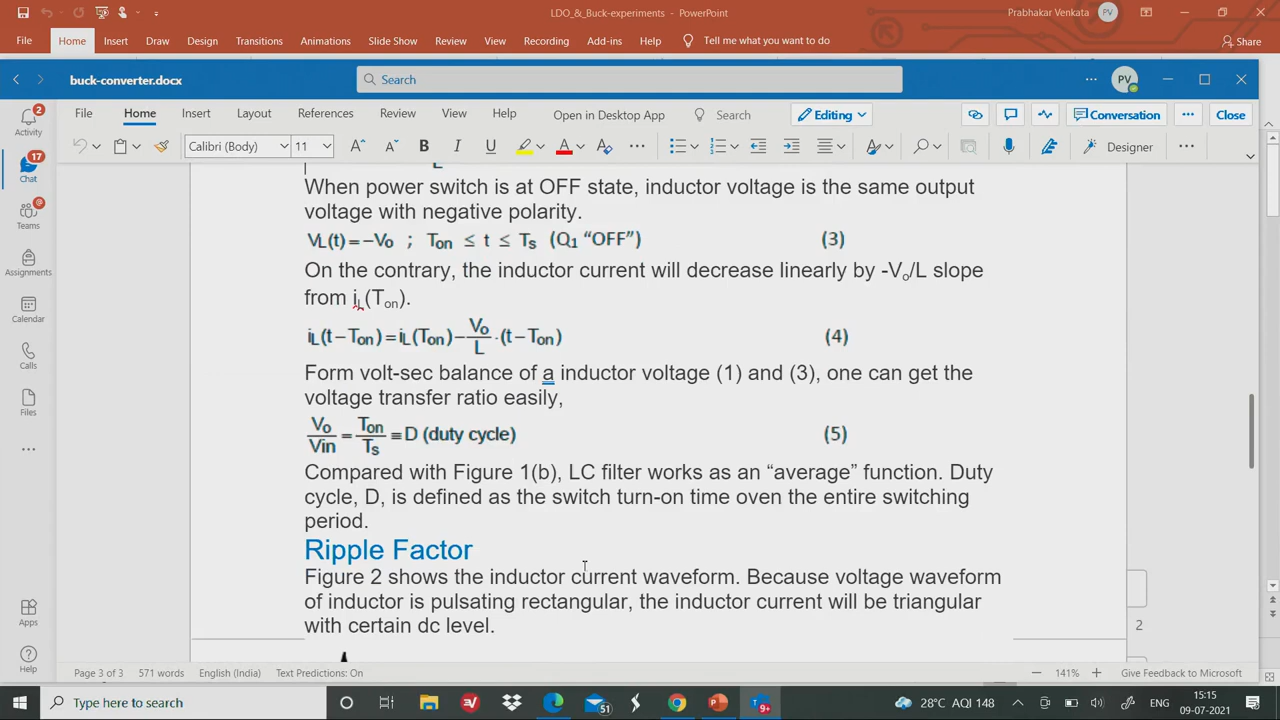 LDO_&_Buck-experiments - PowerPoint
Prabhakar Venkata PV
File Home Insert Draw Design Transitions Animations Slide Show Review View Recording Add-ins Help Tell me what you want to do Share
buck-converter.docx
Search
PV
File Home Insert Layout References Review View Help Open in Desktop App Search Editing Conversation Close
Calibri (Body) 11 A A B I U A A Designer
Activity 2
Chat 17
Teams
Assignments
Calendar
Calls
Files
Apps
Help
L
When power switch is at OFF state, inductor voltage is the same output
voltage with negative polarity.
VL(t)=−Vo ; Ton ≤ t ≤ Ts (Q1 “OFF”) (3)
On the contrary, the inductor current will decrease linearly by -Vo/L slope
from iL(Ton).
iL(t−Ton)=iL(Ton)−Vo/L·(t−Ton) (4)
Form volt-sec balance of a inductor voltage (1) and (3), one can get the
voltage transfer ratio easily,
Vo/Vin=Ton/Ts≡D (duty cycle) (5)
Compared with Figure 1(b), LC filter works as an “average” function. Duty
cycle, D, is defined as the switch turn-on time oven the entire switching
period.
Ripple Factor
Figure 2 shows the inductor current waveform. Because voltage waveform
of inductor is pulsating rectangular, the inductor current will be triangular
with certain dc level.
2
Page 3 of 3 571 words English (India) Text Predictions: On 141% Give Feedback to Microsoft
Type here to search 51 9+ 28°C AQI 148 ENG 15:15
09-07-2021